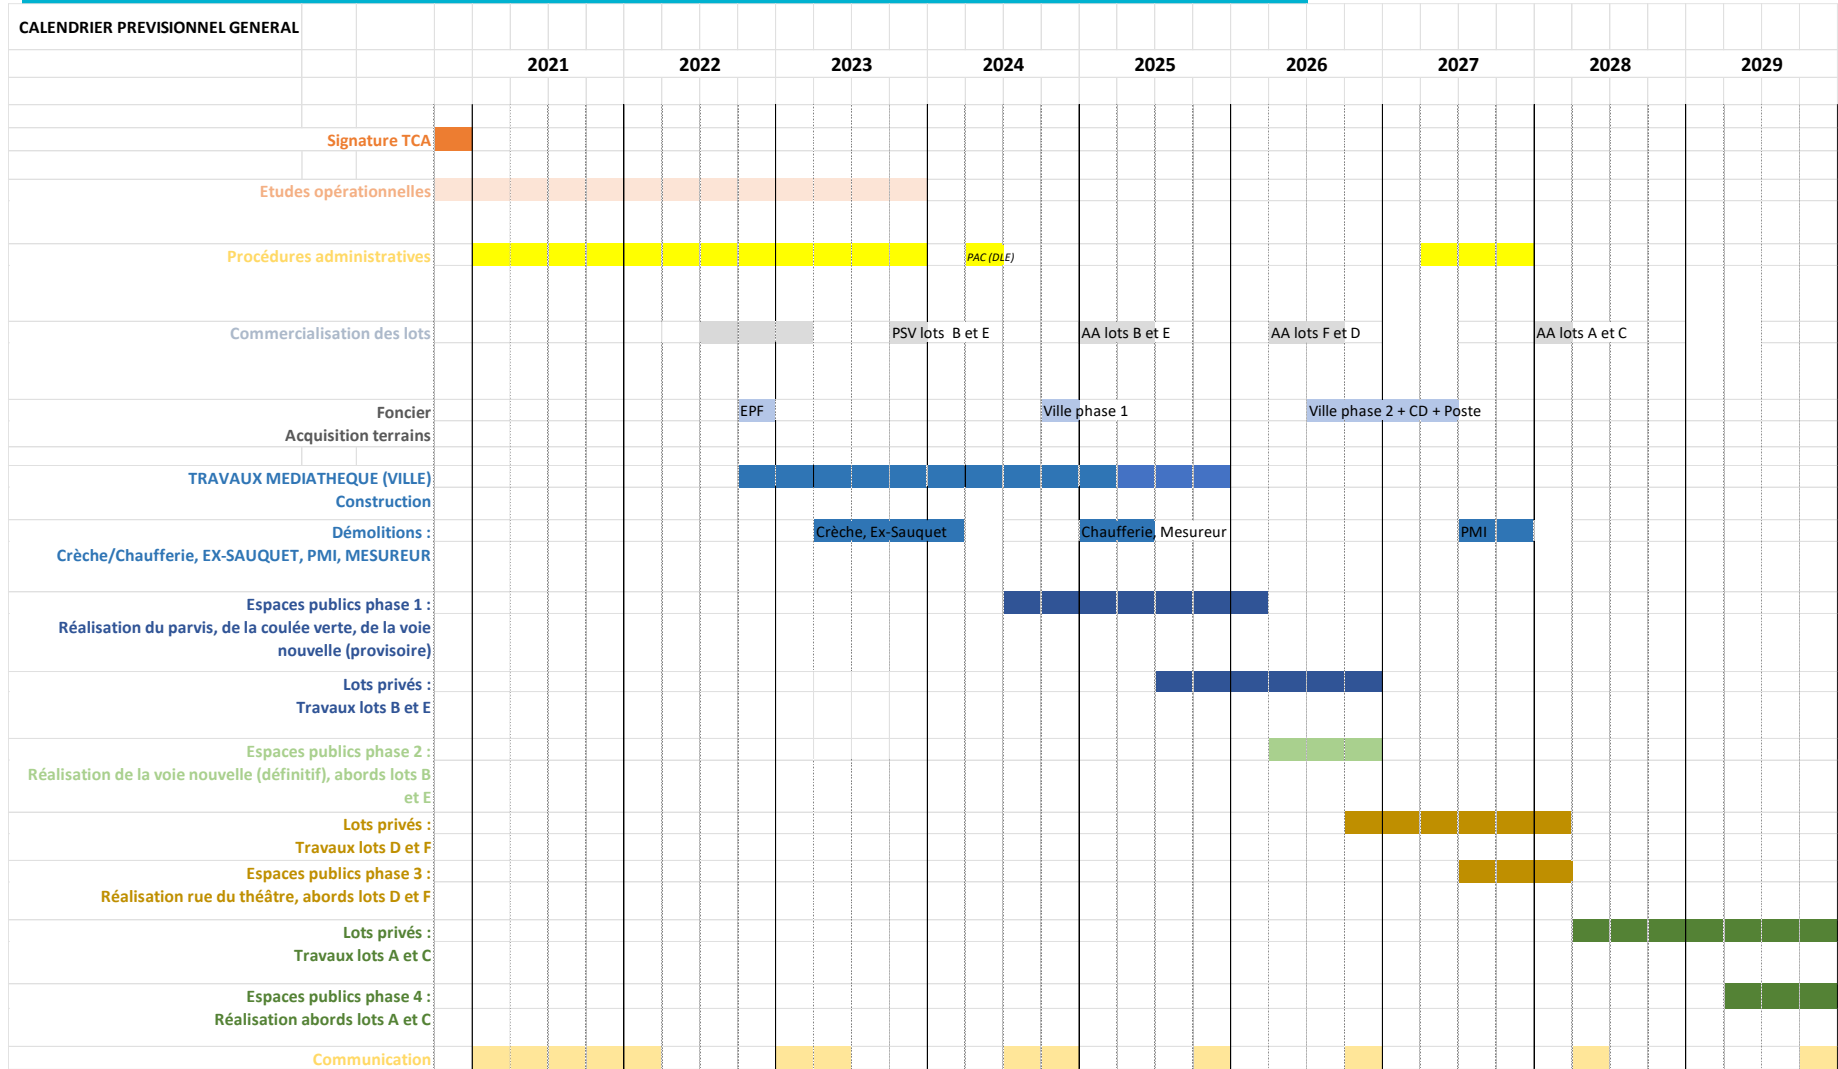 CALENDRIER PREVISIONNEL GENERAL
2021 2022 2023 2024 2025 2026 2027 2028 2029
Signature TCA
Etudes opérationnelles
Procédures administratives PAC (DLE)
Commercialisation des lots PSV lots B et E AA lots B et E AA lots F et D AA lots A et C
Foncier EPF Ville phase 1 Ville phase 2 + CD + Poste
Acquisition terrains
TRAVAUX MEDIATHEQUE (VILLE)
Construction
Démolitions : Crèche, Ex-Sauquet Chaufferie, Mesureur PMI
Crèche/Chaufferie, EX-SAUQUET, PMI, MESUREUR
Espaces publics phase 1 :
Réalisation du parvis, de la coulée verte, de la voie
nouvelle (provisoire)
Lots privés :
Travaux lots B et E
Espaces publics phase 2 :
Réalisation de la voie nouvelle (définitif), abords lots B
et E
Lots privés :
Travaux lots D et F
Espaces publics phase 3 :
Réalisation rue du théâtre, abords lots D et F
Lots privés :
Travaux lots A et C
Espaces publics phase 4 :
Réalisation abords lots A et C
Communication